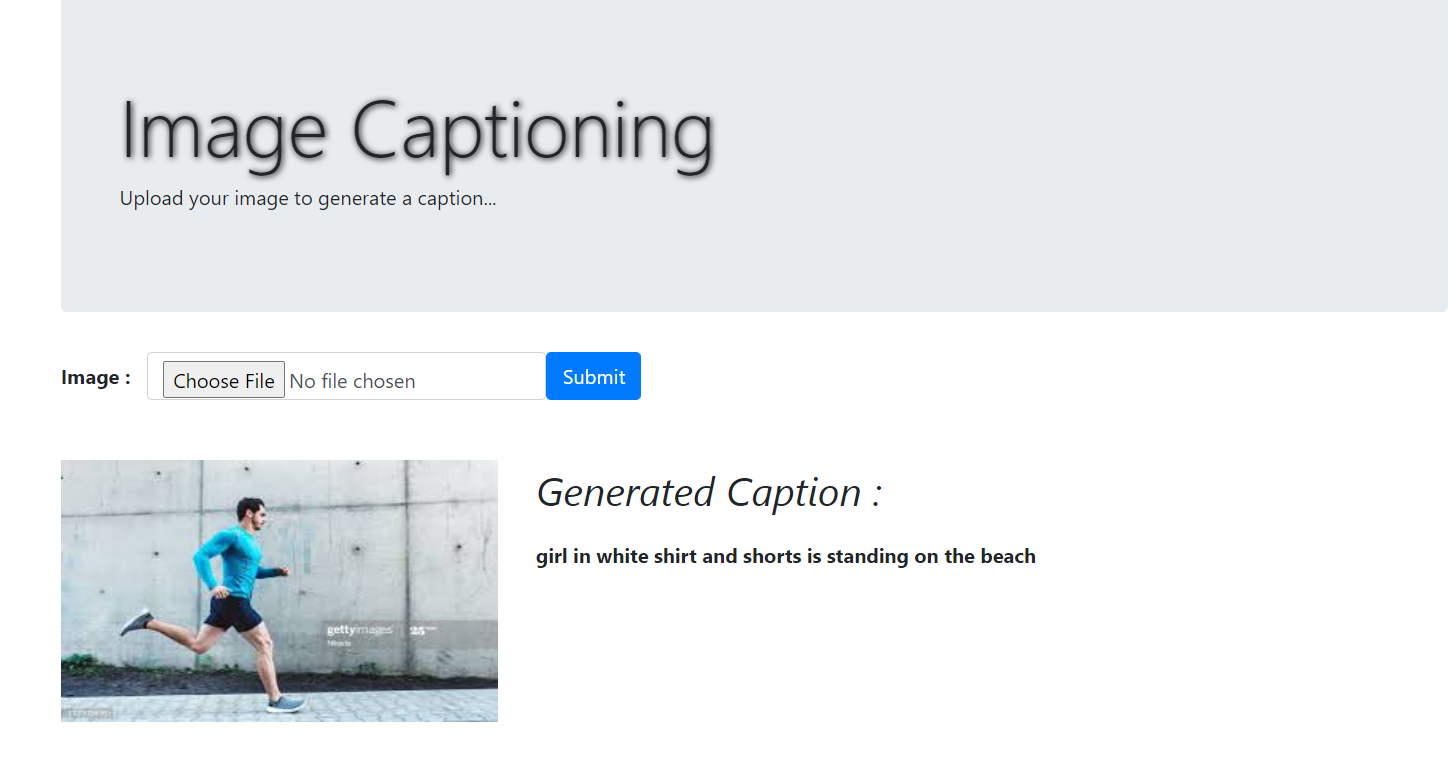 Image Captioning
Upload your image to generate a caption...
Image :
Choose File No file chosen
Submit
Generated Caption :
girl in white shirt and shorts is standing on the beach
gettyimages
25